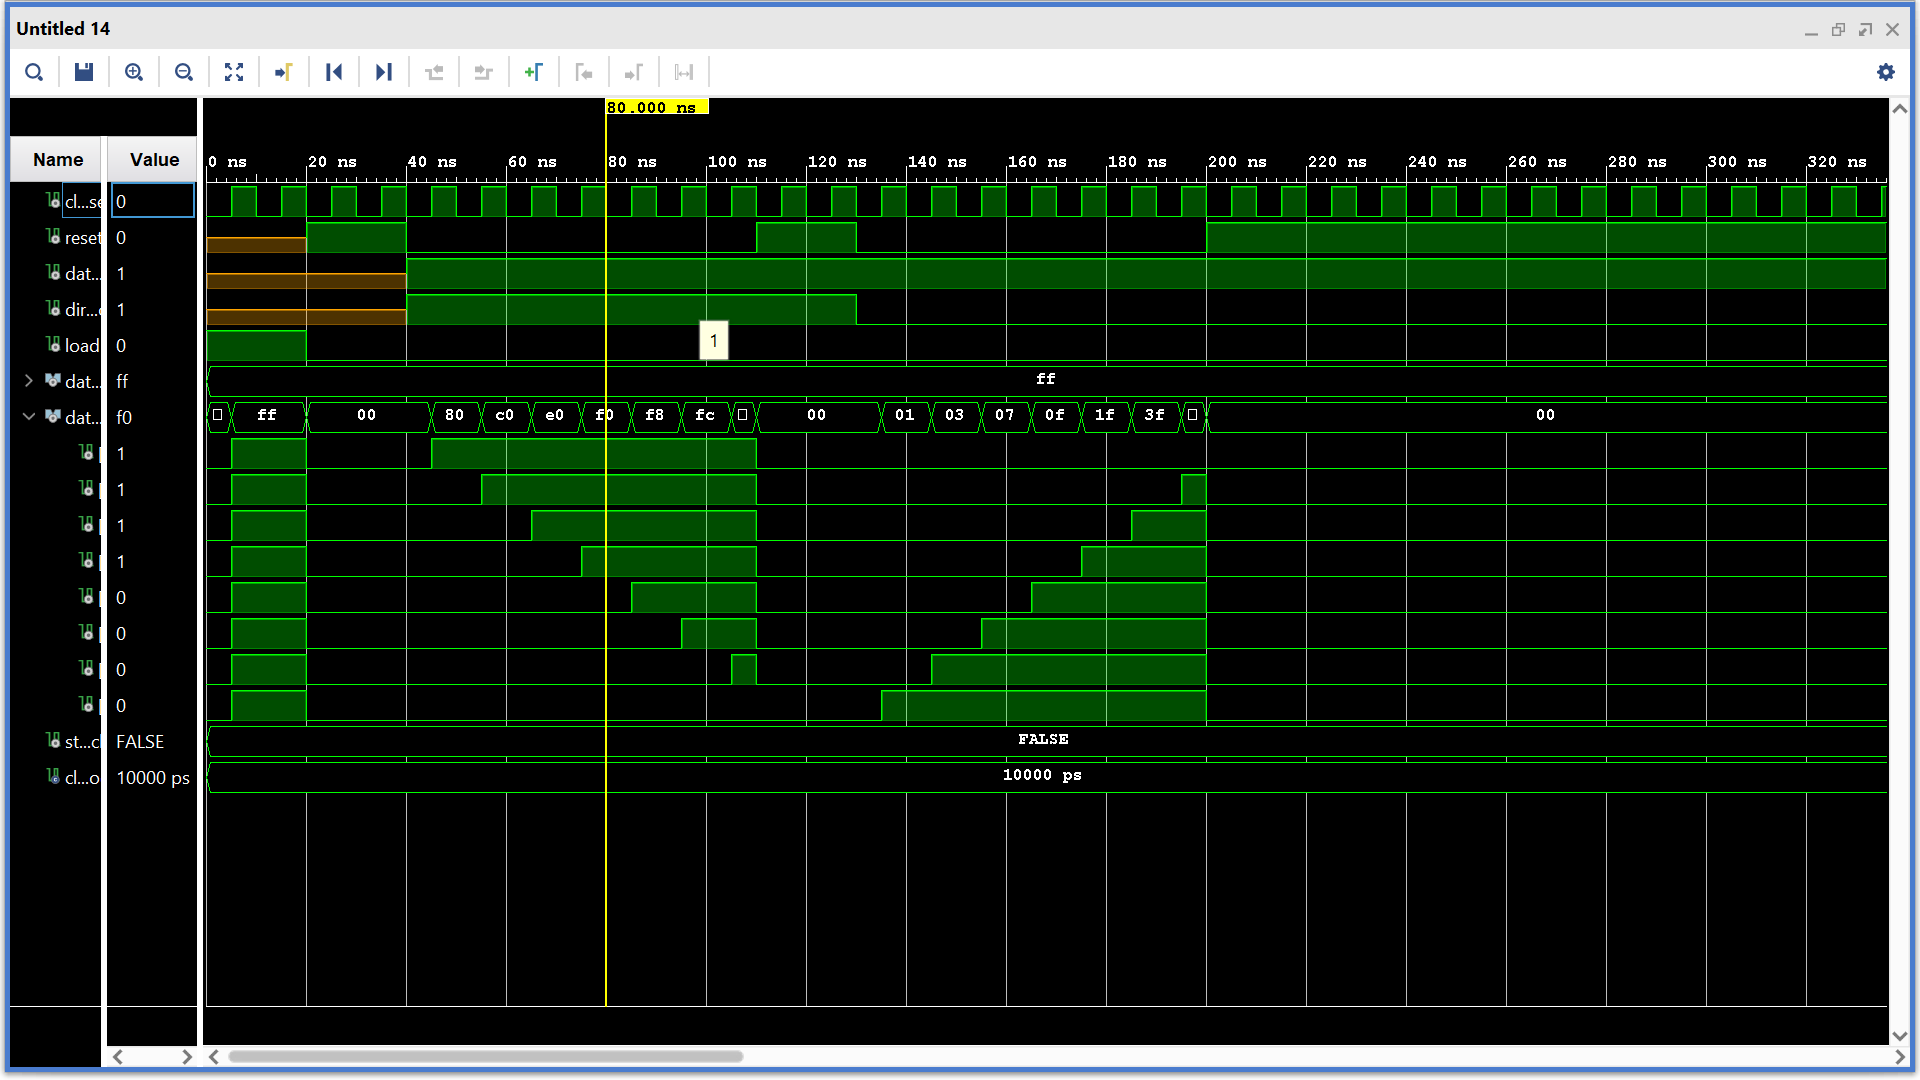 Untitled 14
80.000 ns
Name Value
0 ns 20 ns 40 ns 60 ns 80 ns 100 ns 120 ns 140 ns 160 ns 180 ns 200 ns 220 ns 240 ns 260 ns 280 ns 300 ns 320 ns
cl...se 0
reset 0
dat... 1
dir... 1
load 0
1
dat... ff ff
dat... f0 ff 00 80 c0 e0 f0 f8 fc 00 01 03 07 0f 1f 3f 00
1
1
1
1
0
0
0
0
st...cl FALSE FALSE
cl...o 10000 ps 10000 ps